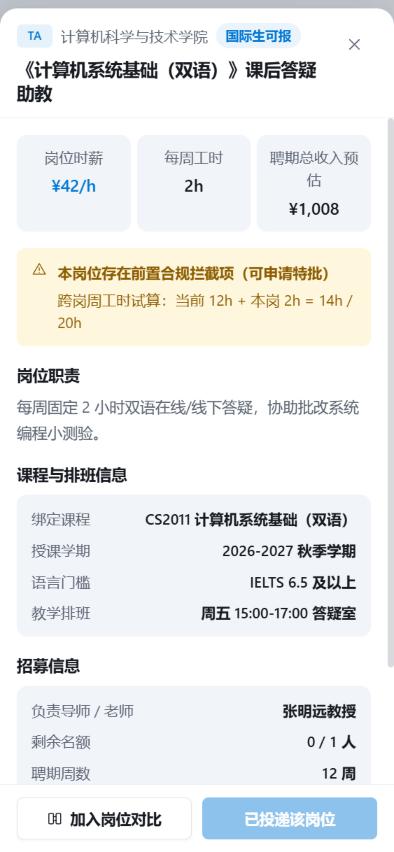 TA 计算机科学与技术学院 国际生可报
《计算机系统基础（双语）》课后答疑
助教
岗位时薪
¥42/h
每周工时
2h
聘期总收入预
估
¥1,008
本岗位存在前置合规拦截项（可申请特批）
跨岗周工时试算：当前 12h + 本岗 2h = 14h /
20h
岗位职责
每周固定 2 小时双语在线/线下答疑，协助批改系统
编程小测验。
课程与排班信息
绑定课程 CS2011 计算机系统基础（双语）
授课学期 2026-2027 秋季学期
语言门槛 IELTS 6.5 及以上
教学排班 周五 15:00-17:00 答疑室
招募信息
负责导师 / 老师 张明远教授
剩余名额 0 / 1 人
聘期周数 12 周
加入岗位对比 已投递该岗位